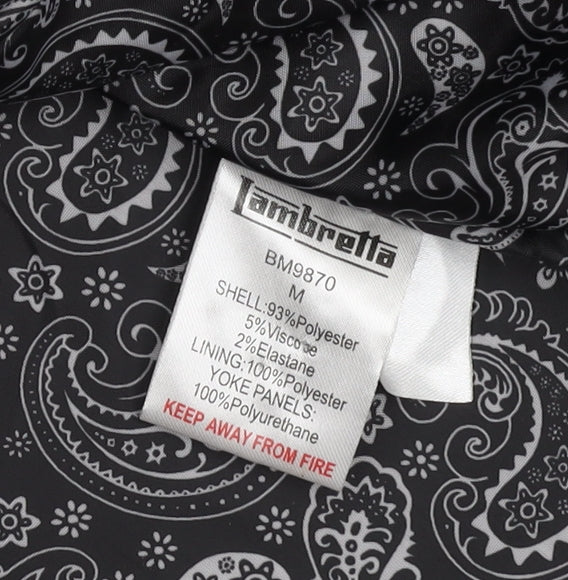 Lambretta
BM9870
M
SHELL:93%Polyester
5%Viscose
2%Elastane
LINING:100%Polyester
YOKE PANELS:
100%Polyurethane
KEEP AWAY FROM FIRE